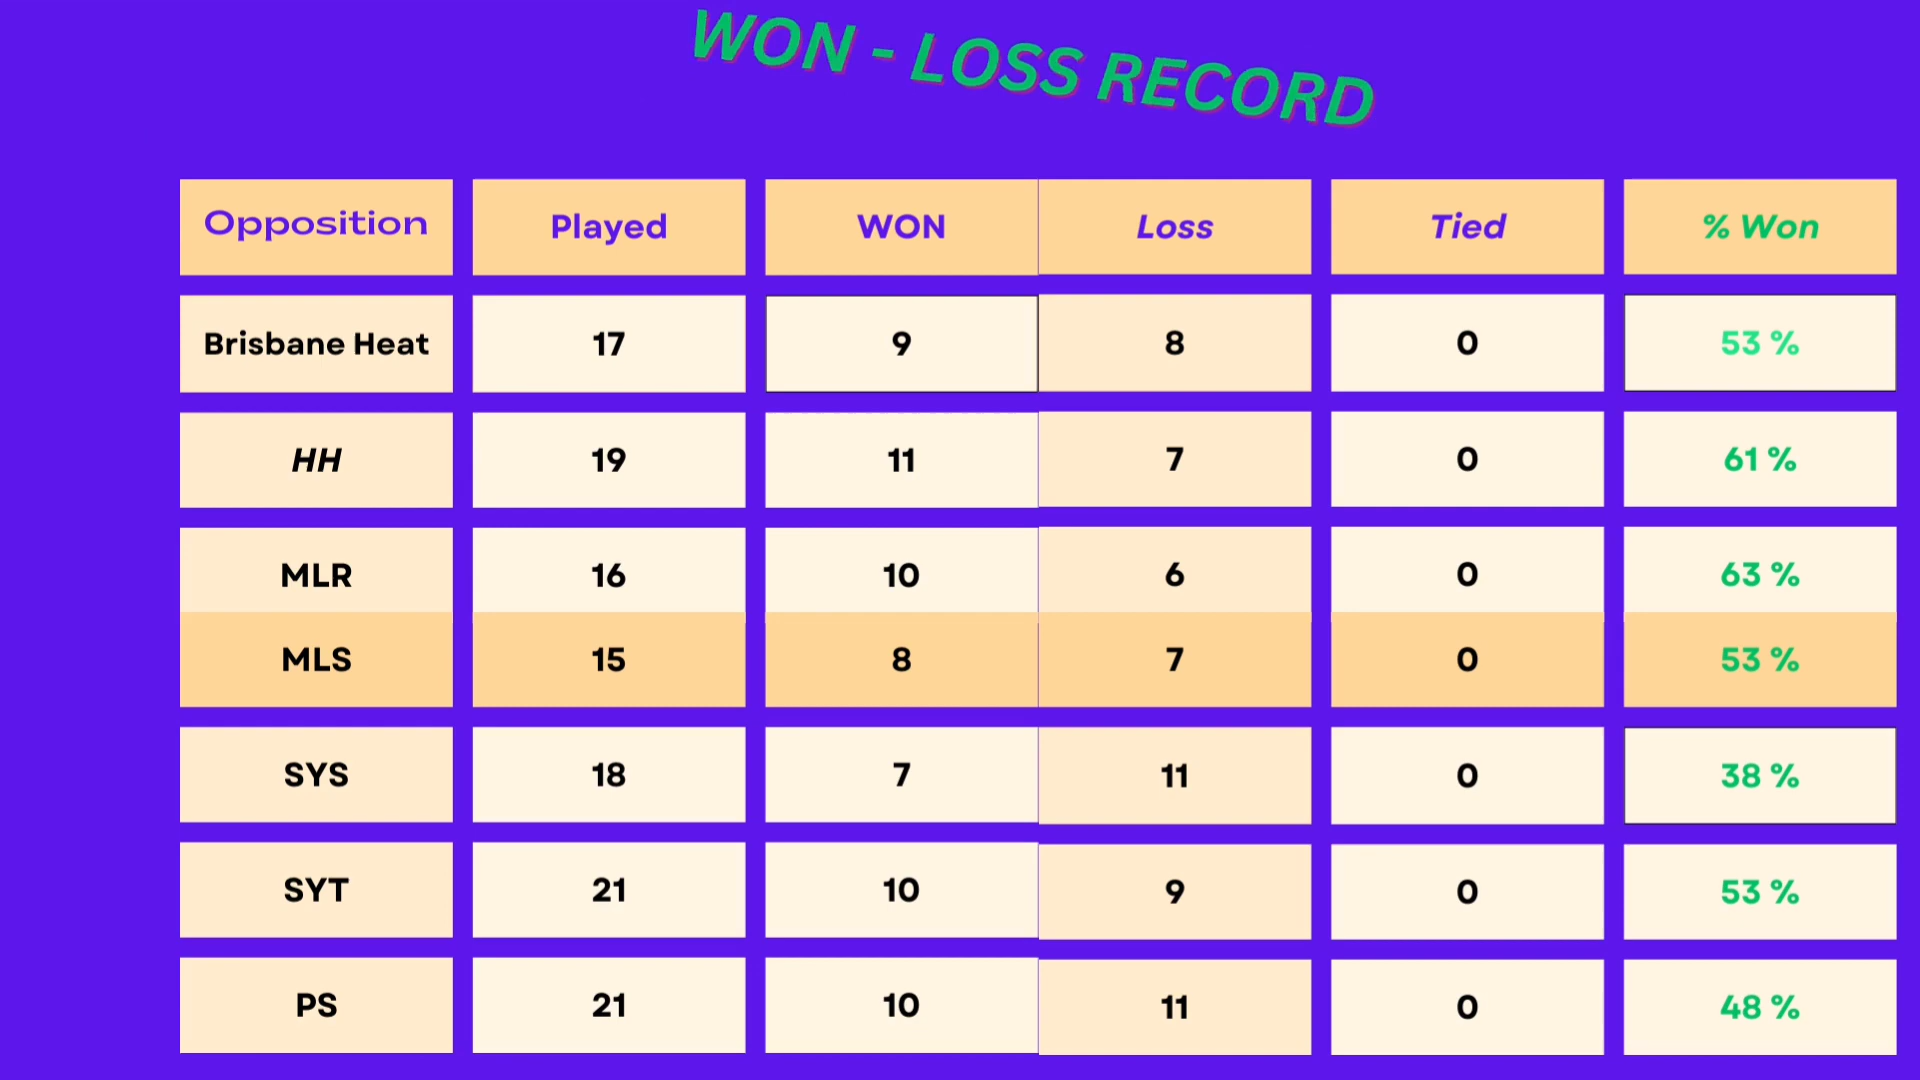 WON - LOSS RECORD
Opposition Played WON Loss Tied % Won
Brisbane Heat 17 9 8 0 53 %
HH 19 11 7 0 61 %
MLR 16 10 6 0 63 %
MLS 15 8 7 0 53 %
SYS 18 7 11 0 38 %
SYT 21 10 9 0 53 %
PS 21 10 11 0 48 %